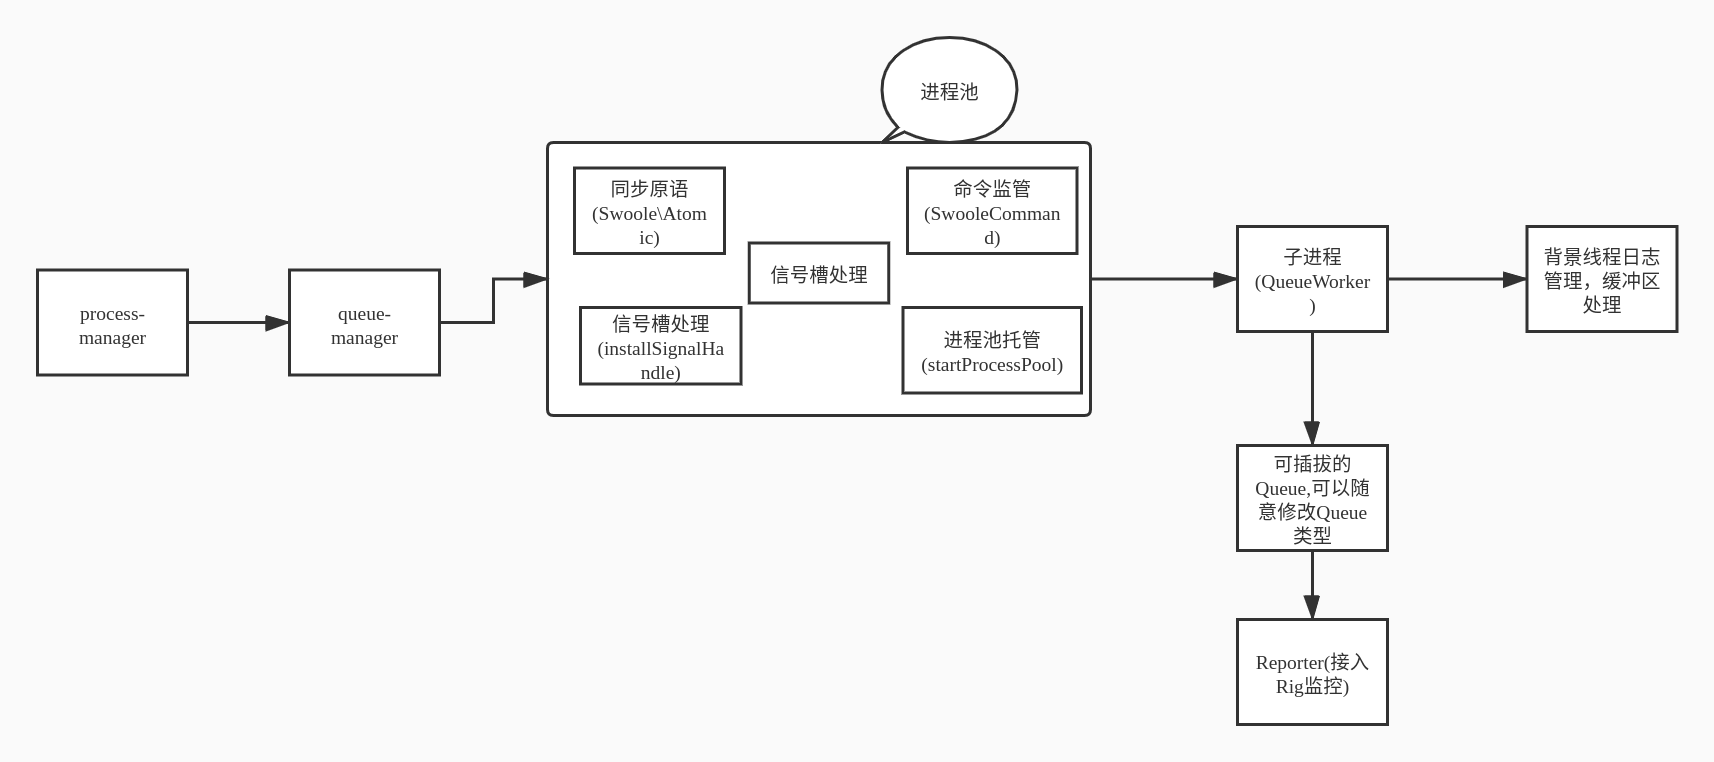 进程池
同步原语
(Swoole\Atom
ic)
命令监管
(SwooleComman
d)
信号槽处理
信号槽处理
(installSignalHa
ndle)
进程池托管
(startProcessPool)
process-
manager
queue-
manager
子进程
(QueueWorker
)
背景线程日志
管理，缓冲区
处理
可插拔的
Queue,可以随
意修改Queue
类型
Reporter(接入
Rig监控)